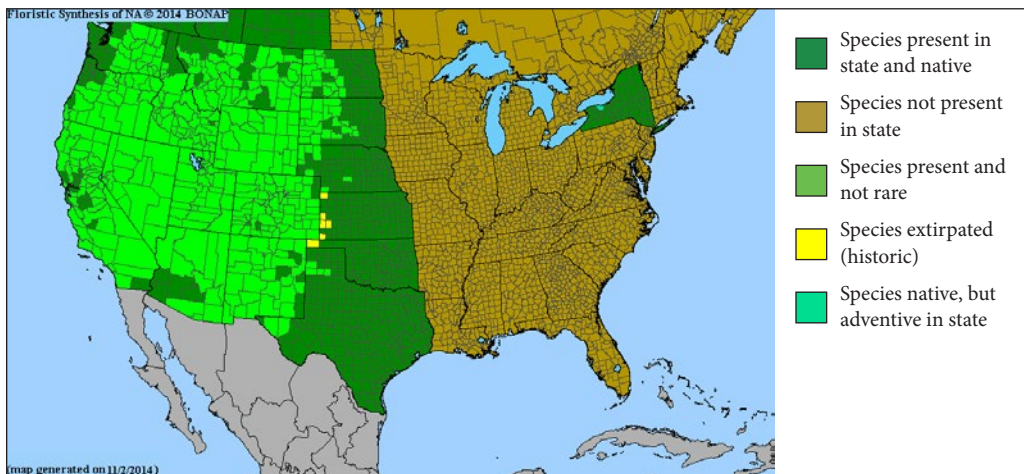 Floristic Synthesis of NA © 2014 BONAP
Species present in
state and native
Species not present
in state
Species present and
not rare
Species extirpated
(historic)
Species native, but
adventive in state
(map generated on 11/2/2014)